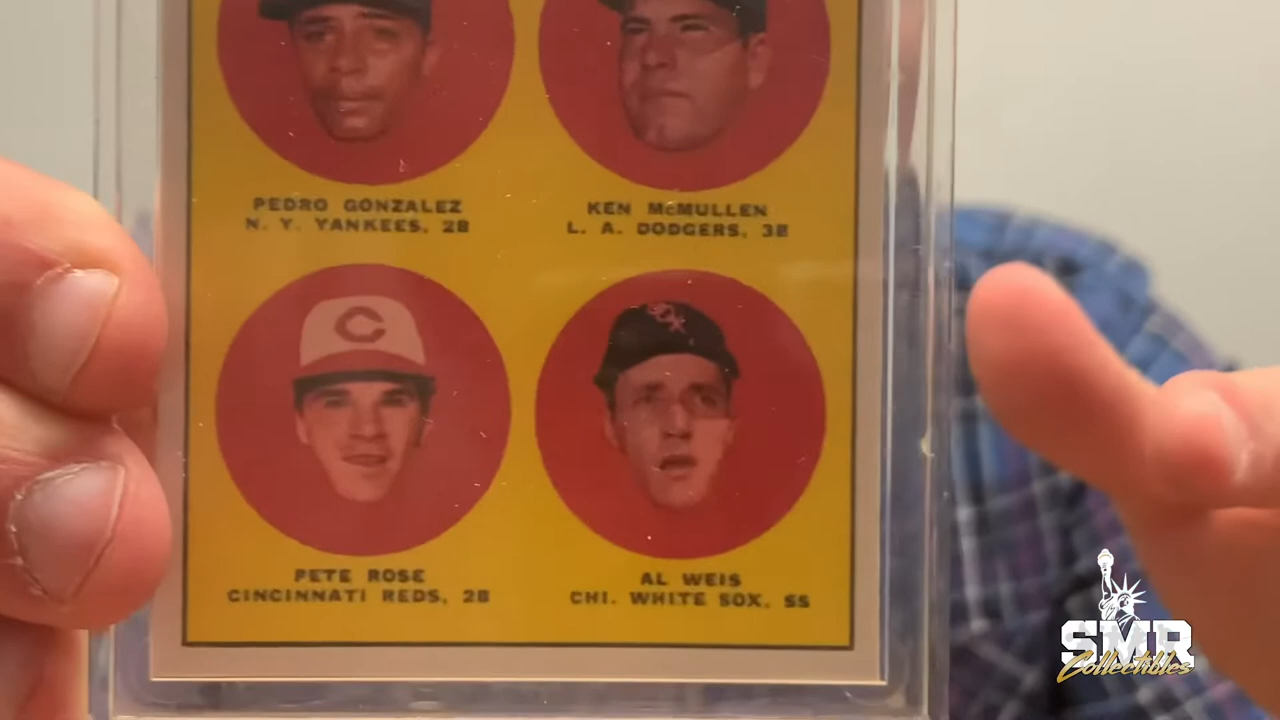 PEDRO GONZALEZ
N. Y. YANKEES, 2B
KEN McMULLEN
L. A. DODGERS, 3B
C
SOX
PETE ROSE
CINCINNATI REDS, 2B
AL WEIS
CHI. WHITE SOX, SS
SMR
Collectibles